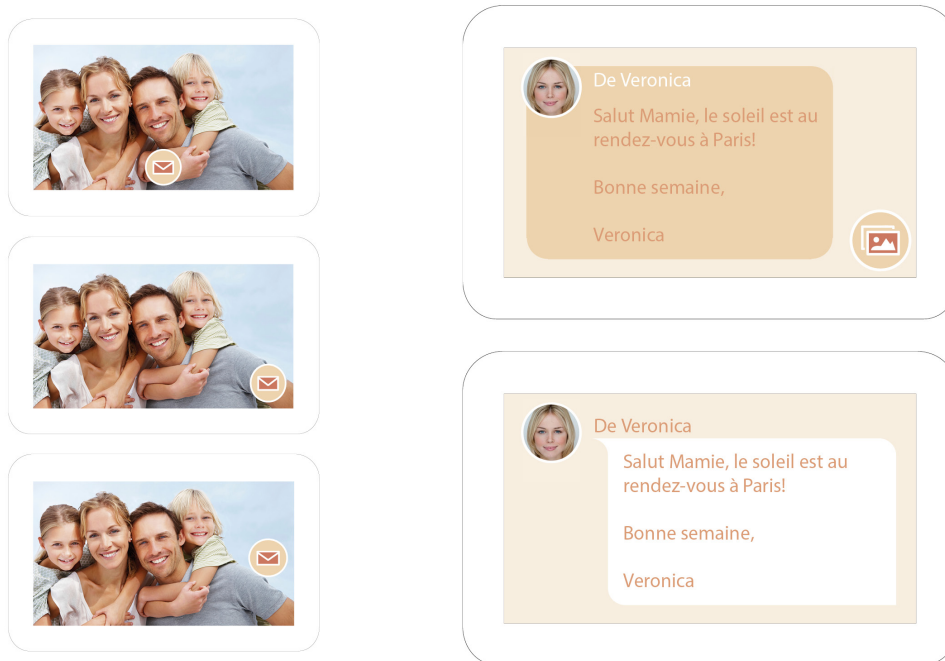 De Veronica
Salut Mamie, le soleil est au
rendez-vous à Paris!
Bonne semaine,
Veronica
De Veronica
Salut Mamie, le soleil est au
rendez-vous à Paris!
Bonne semaine,
Veronica